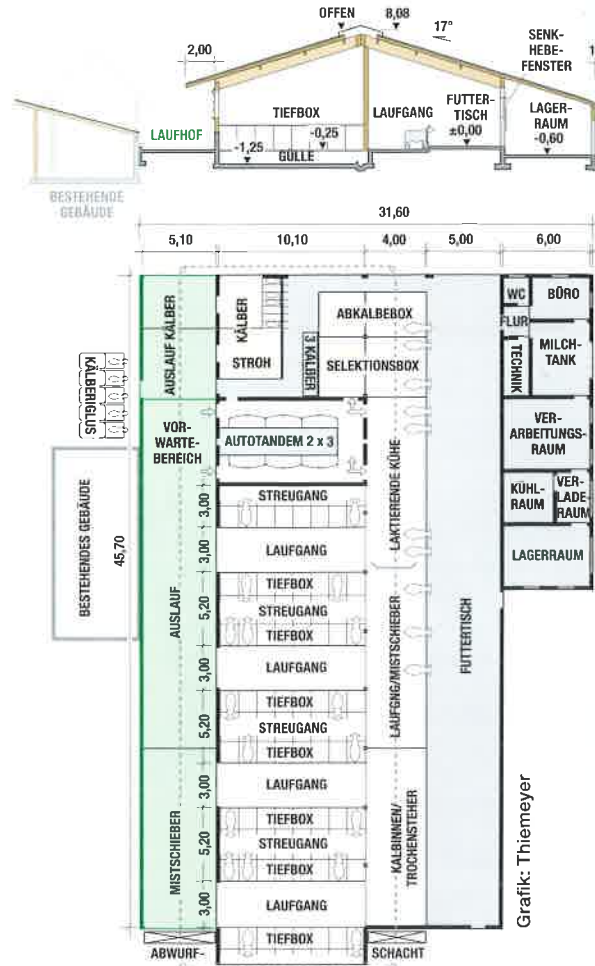 OFFEN
8,08
17°
SENK-
HEBE-
FENSTER
2,00
1
TIEFBOX
LAUFGANG
FUTTER-
TISCH
±0,00
LAGER-
RAUM
-0,60
LAUFHOF
-0,25
-1,25
GÜLLE
BESTEHENDE
GEBÄUDE
31,60
5,10
10,10
4,00
5,00
6,00
AUSLAUF KÄLBER
KÄLBER
STROH
3 KÄLBER
ABKALBEBOX
SELEKTIONSBOX
WC
BÜRO
FLUR
TECHNIK
MILCH-
TANK
KÄLBERIGLUS
VOR-
WARTE-
BEREICH
AUTOTANDEM 2 x 3
LAKTIERENDE KÜHE
VER-
ARBEITUNGS-
RAUM
KÜHL-
RAUM
VER-
LADE-
RAUM
LAGERRAUM
BESTEHENDES GEBÄUDE
45,70
3,00
STREUGANG
3,00
LAUFGANG
AUSLAUF
5,20
TIEFBOX
STREUGANG
TIEFBOX
LAUFGNG/MISTSCHIEBER
FUTTERTISCH
3,00
LAUFGANG
5,20
TIEFBOX
STREUGANG
TIEFBOX
3,00
LAUFGANG
MISTSCHIEBER
5,20
TIEFBOX
STREUGANG
TIEFBOX
KALBINNEN/
TROCHENSTEHER
3,00
LAUFGANG
ABWURF-
TIEFBOX
SCHACHT
Grafik: Thiemeyer